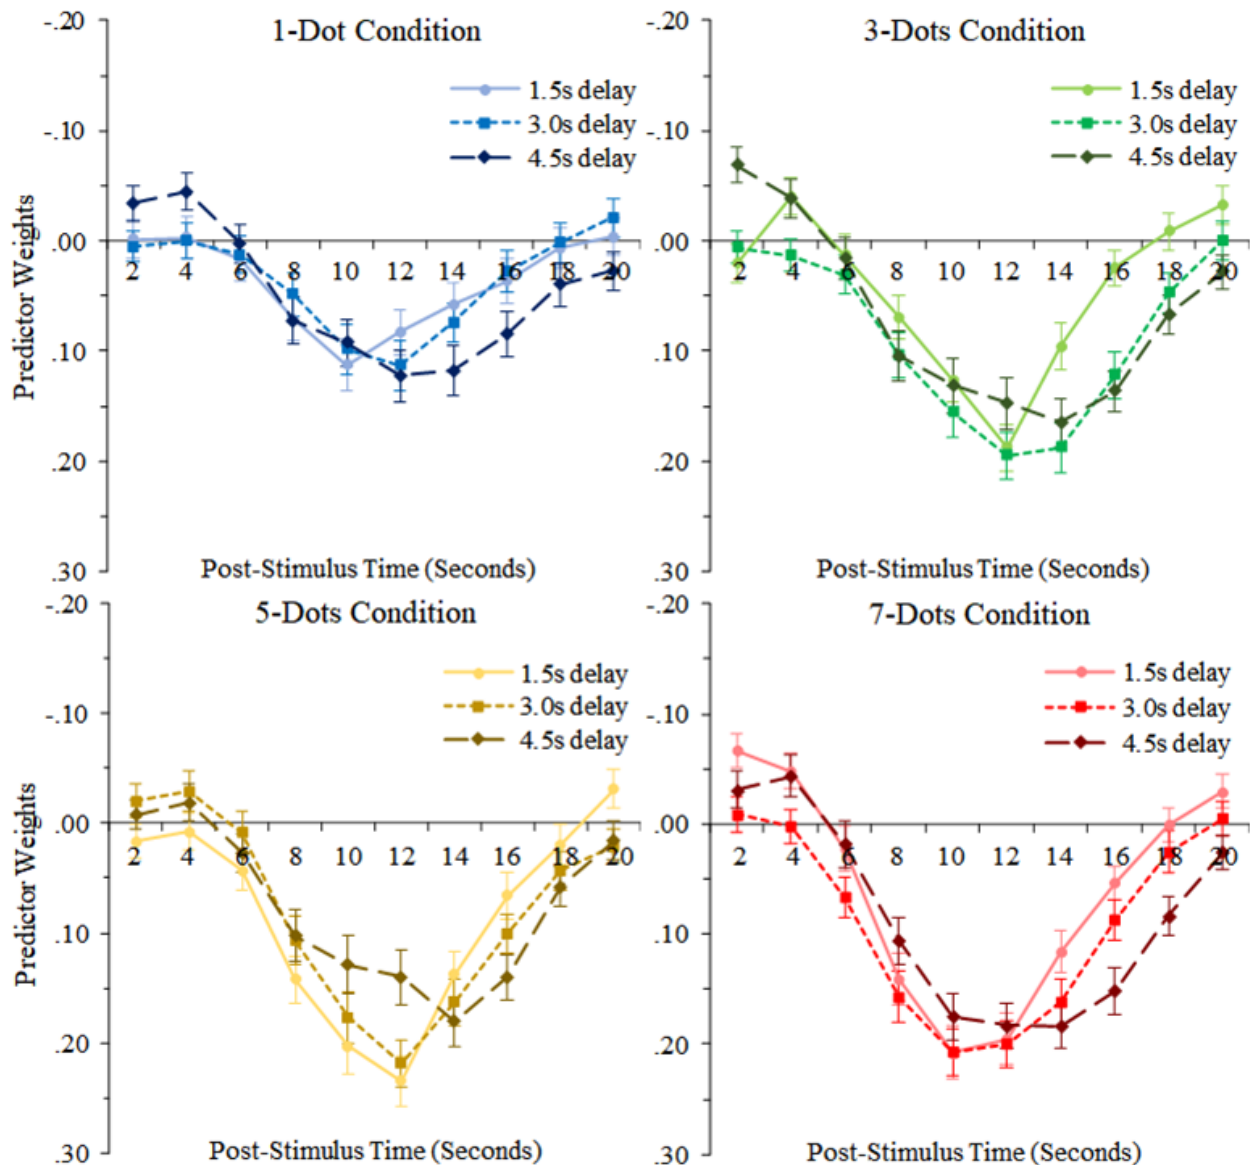 1-Dot Condition
-.20
-.10
.00
.10
.20
.30
Predictor Weights
1.5s delay
3.0s delay
4.5s delay
2 4 6 8 10 12 14 16 18 20
Post-Stimulus Time (Seconds)
3-Dots Condition
-.20
-.10
.00
.10
.20
.30
1.5s delay
3.0s delay
4.5s delay
2 4 6 8 10 12 14 16 18 20
Post-Stimulus Time (Seconds)
5-Dots Condition
-.20
-.10
.00
.10
.20
.30
Predictor Weights
1.5s delay
3.0s delay
4.5s delay
2 4 6 8 10 12 14 16 18 20
Post-Stimulus Time (Seconds)
7-Dots Condition
-.20
-.10
.00
.10
.20
.30
1.5s delay
3.0s delay
4.5s delay
2 4 6 8 10 12 14 16 18 20
Post-Stimulus Time (Seconds)